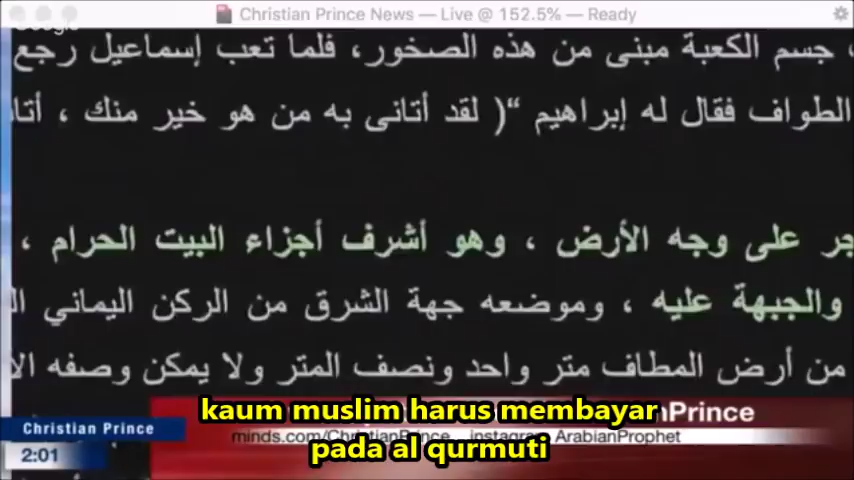 Christian Prince News — Live @ 152.5% — Ready
جسم الكعبة مبنى من هذه الصخور، فلما تعب إسماعيل رجع
الطواف فقال له إبراهيم “( لقد أتانى به من هو خير منك ،
على وجه الأرض ، وهو أشرف أجزاء البيت الحرام ،
والجبهة عليه ، وموضعه جهة الشرق من الركن اليماني
من أرض المطاف متر واحد ونصف المتر ولا يمكن وصفه
kaum muslim harus membayar
Christian Prince
minds.com/ChristianPrince instagram ArabianProphet
pada al qurmuti
2:01